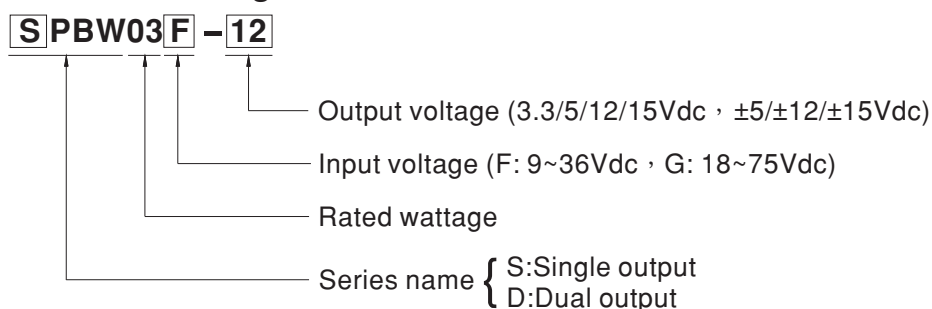 SPBW03F-12
Output voltage (3.3/5/12/15Vdc，±5/±12/±15Vdc)
Input voltage (F: 9~36Vdc，G: 18~75Vdc)
Rated wattage
Series name { S:Single output
D:Dual output